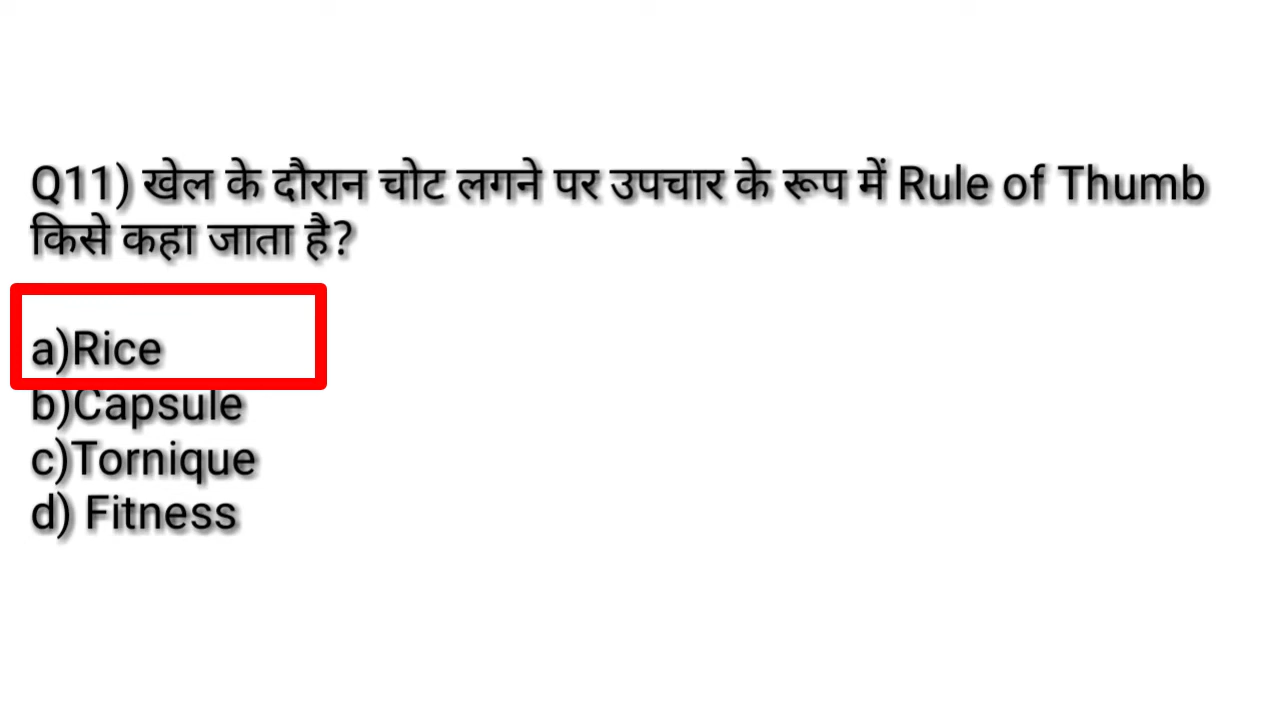 Q11) खेल के दौरान चोट लगने पर उपचार के रूप में Rule of Thumb
किसे कहा जाता है?
a)Rice
b)Capsule
c)Tornique
d) Fitness